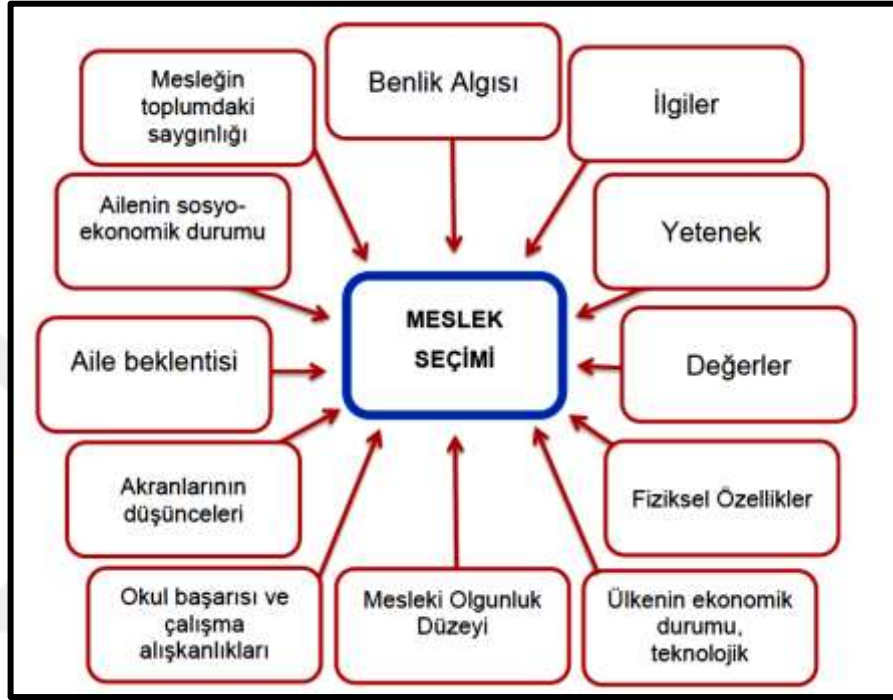 Mesleğin
toplumdaki
saygınlığı
Benlik Algısı
İlgiler
Ailenin sosyo-
ekonomik durumu
Yetenek
MESLEK
SEÇİMİ
Aile beklentisi
Değerler
Akranlarının
düşünceleri
Fiziksel Özellikler
Okul başarısı ve
çalışma
alışkanlıkları
Mesleki Olgunluk
Düzeyi
Ülkenin ekonomik
durumu,
teknolojik